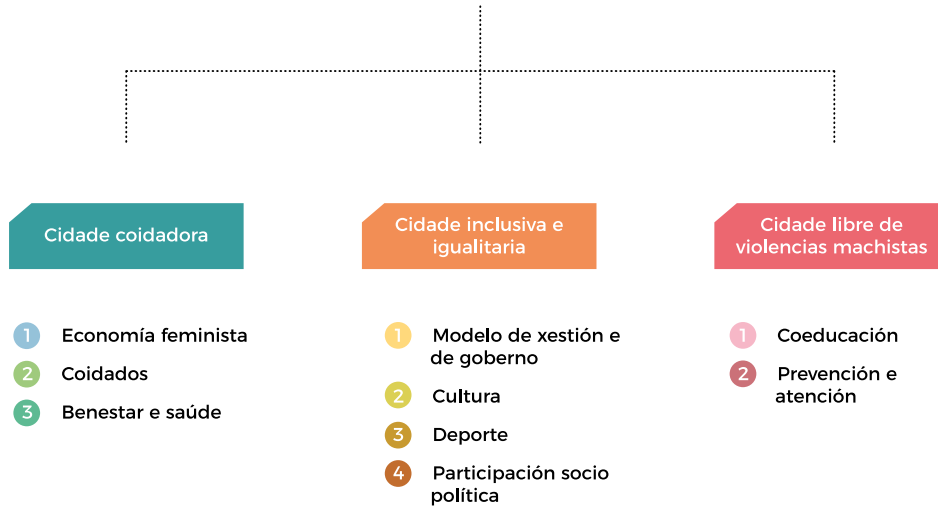 Cidade coidadora
1 Economía feminista
2 Coidados
3 Benestar e saúde
Cidade inclusiva e
igualitaria
1 Modelo de xestión e
de goberno
2 Cultura
3 Deporte
4 Participación socio
política
Cidade libre de
violencias machistas
1 Coeducación
2 Prevención e
atención